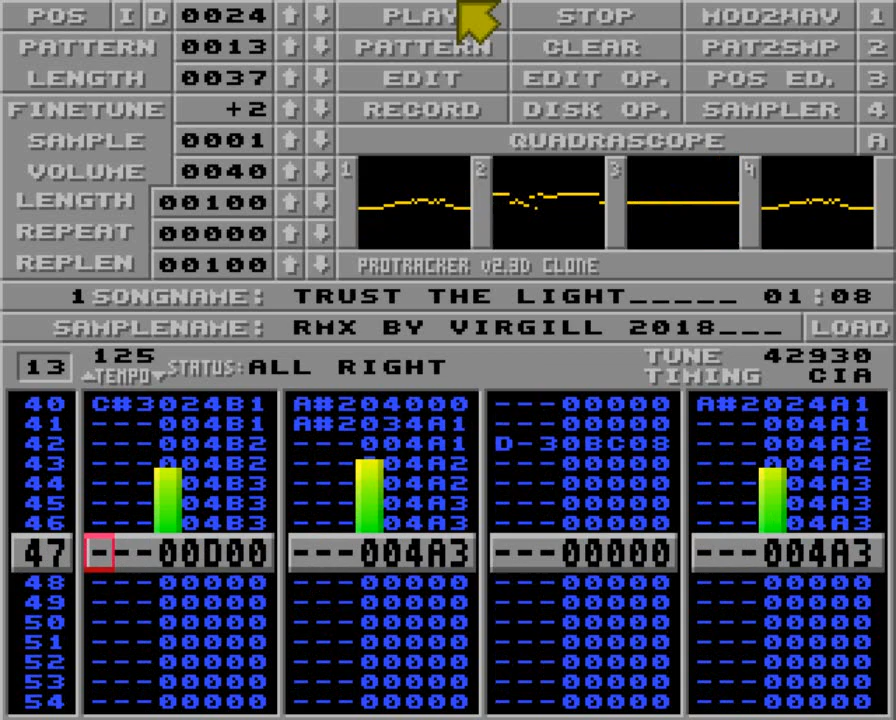 POS I D 0024 PLAY STOP MOD2WAV 1
PATTERN 0013 PATTERN CLEAR PAT2SMP 2
LENGTH 0037 EDIT EDIT OP. POS ED. 3
FINETUNE +2 RECORD DISK OP. SAMPLER 4
SAMPLE 0001 QUADRASCOPE A
VOLUME 0040 1 2 3 4
LENGTH 00100
REPEAT 00000
REPLEN 00100 PROTRACKER V2.3D CLONE
1 SONGNAME: TRUST THE LIGHT_____ 01:08
SAMPLENAME: RMX BY VIRGILL 2018___ LOAD
13 125 TEMPO STATUS: ALL RIGHT TUNE 42930
TIMING CIA
40 C#3024B1 A#204000 ---00000 A#2024A1
41 ---004B1 A#2034A1 ---00000 ---004A1
42 ---004B2 ---004A1 D-30BC08 ---004A2
43 ---004B2 ---004A2 ---00000 ---004A2
44 ---004B3 ---004A2 ---00000 ---004A2
45 ---004B3 ---004A3 ---00000 ---004A3
46 ---004B3 ---004A3 ---00000 ---004A3
47 ---00D00 ---004A3 ---00000 ---004A3
48 ---00000 ---00000 ---00000 ---00000
49 ---00000 ---00000 ---00000 ---00000
50 ---00000 ---00000 ---00000 ---00000
51 ---00000 ---00000 ---00000 ---00000
52 ---00000 ---00000 ---00000 ---00000
53 ---00000 ---00000 ---00000 ---00000
54 ---00000 ---00000 ---00000 ---00000